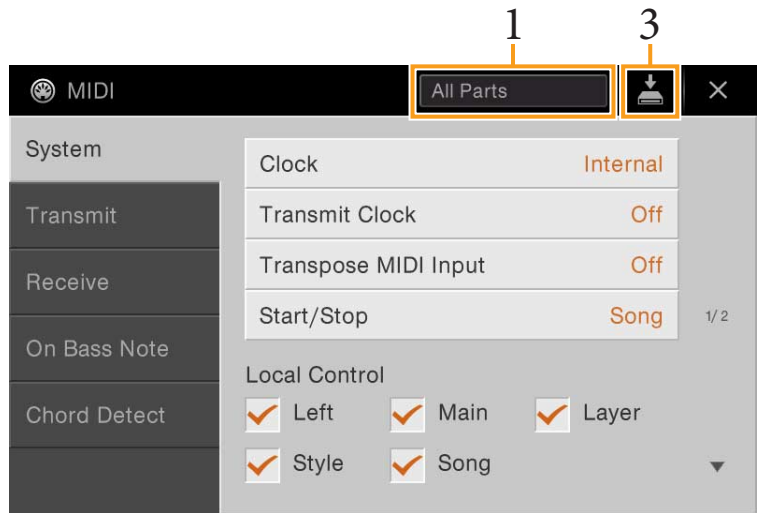 1 3
MIDI All Parts
System
Transmit
Receive
On Bass Note
Chord Detect
Clock Internal
Transmit Clock Off
Transpose MIDI Input Off
Start/Stop Song
1/2
Local Control
Left Main Layer
Style Song